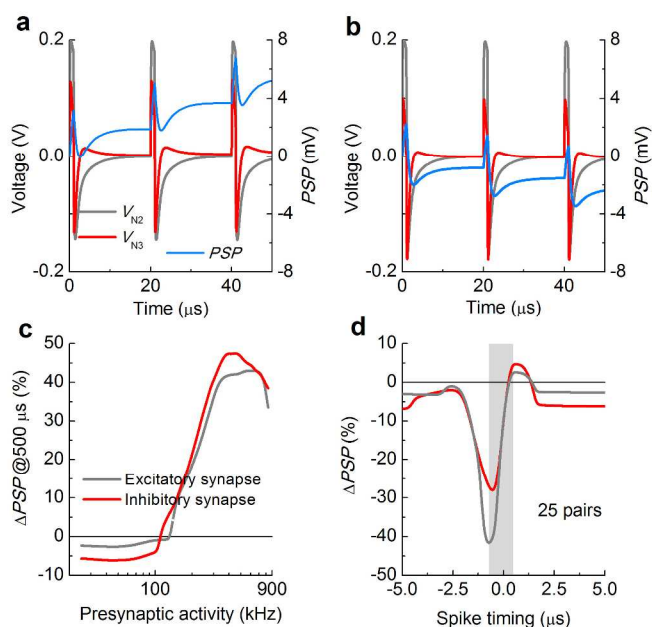 a
0.2
0.0
-0.2
Voltage (V)
8
4
0
-4
-8
PSP (mV)
V_N2
V_N3
PSP
0 20 40
Time (μs)
b
0.2
0.0
-0.2
Voltage (V)
8
4
0
-4
-8
PSP (mV)
0 20 40
Time (μs)
c
50
40
30
20
10
0
-10
ΔPSP@500 μs (%)
Excitatory synapse
Inhibitory synapse
100 900
Presynaptic activity (kHz)
d
10
0
-10
-20
-30
-40
-50
ΔPSP (%)
25 pairs
-5.0 -2.5 0.0 2.5 5.0
Spike timing (μs)